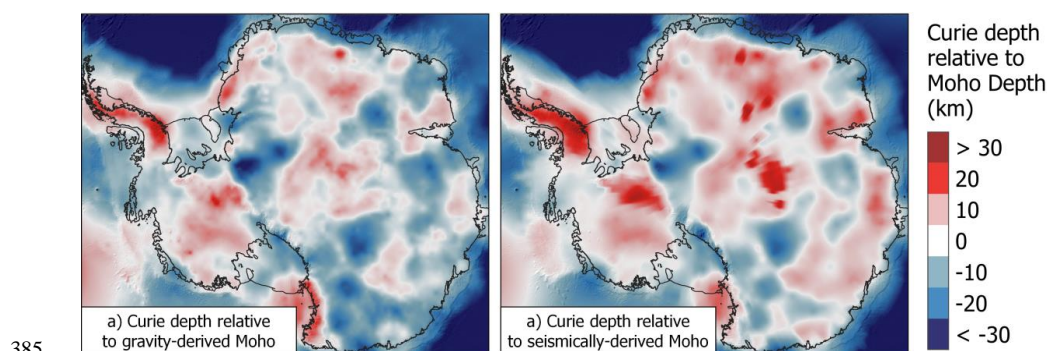 Curie depth
relative to
Moho Depth
(km)
> 30
20
10
0
-10
-20
< -30
a) Curie depth relative
to gravity-derived Moho
a) Curie depth relative
to seismically-derived Moho
385